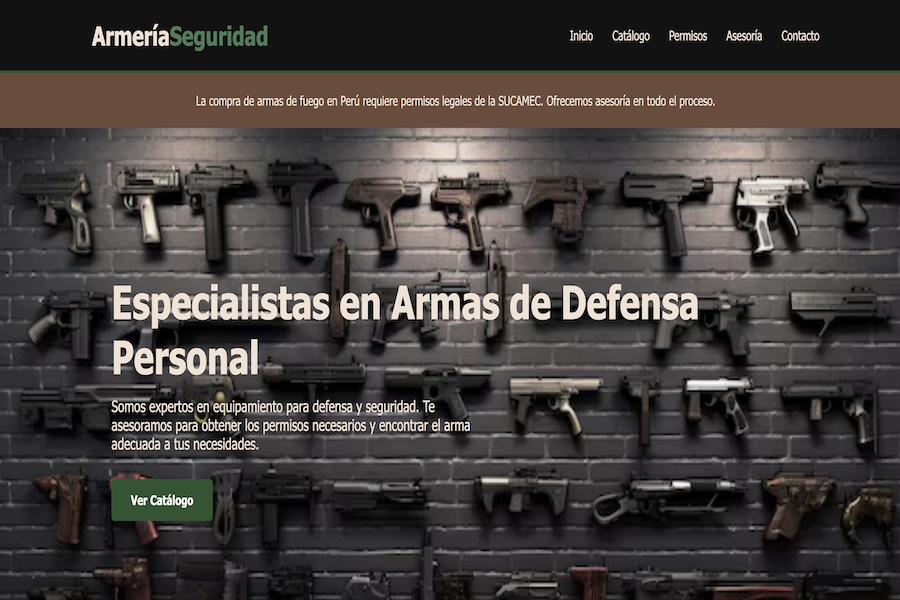 ArmeríaSeguridad
Inicio Catálogo Permisos Asesoría Contacto
La compra de armas de fuego en Perú requiere permisos legales de la SUCAMEC. Ofrecemos asesoría en todo el proceso.
Especialistas en Armas de Defensa
Personal
Somos expertos en equipamiento para defensa y seguridad. Te
asesoramos para obtener los permisos necesarios y encontrar el arma
adecuada a tus necesidades.
Ver Catálogo